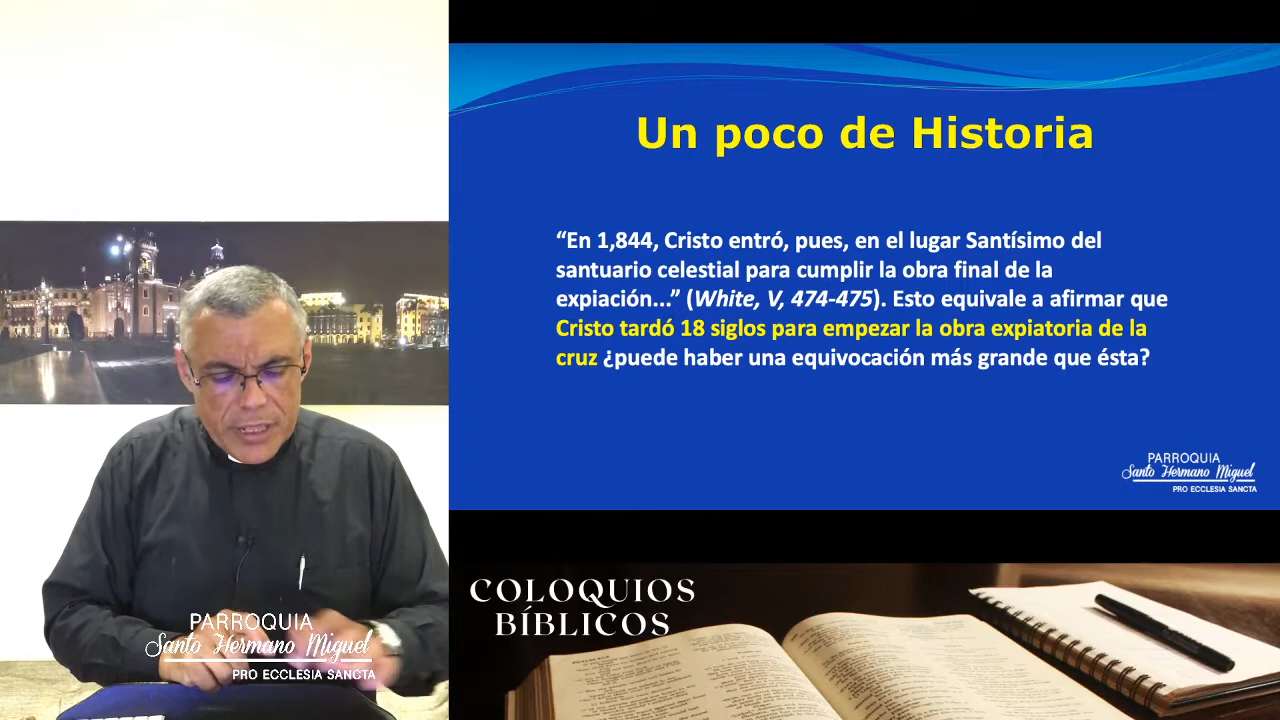 Un poco de Historia
“En 1,844, Cristo entró, pues, en el lugar Santísimo del
santuario celestial para cumplir la obra final de la
expiación...” (White, V, 474-475). Esto equivale a afirmar que
Cristo tardó 18 siglos para empezar la obra expiatoria de la
cruz ¿puede haber una equivocación más grande que ésta?
PARROQUIA
Santo Hermano Miguel
PRO ECCLESIA SANCTA
COLOQUIOS
BÍBLICOS
PARROQUIA
Santo Hermano Miguel
PRO ECCLESIA SANCTA